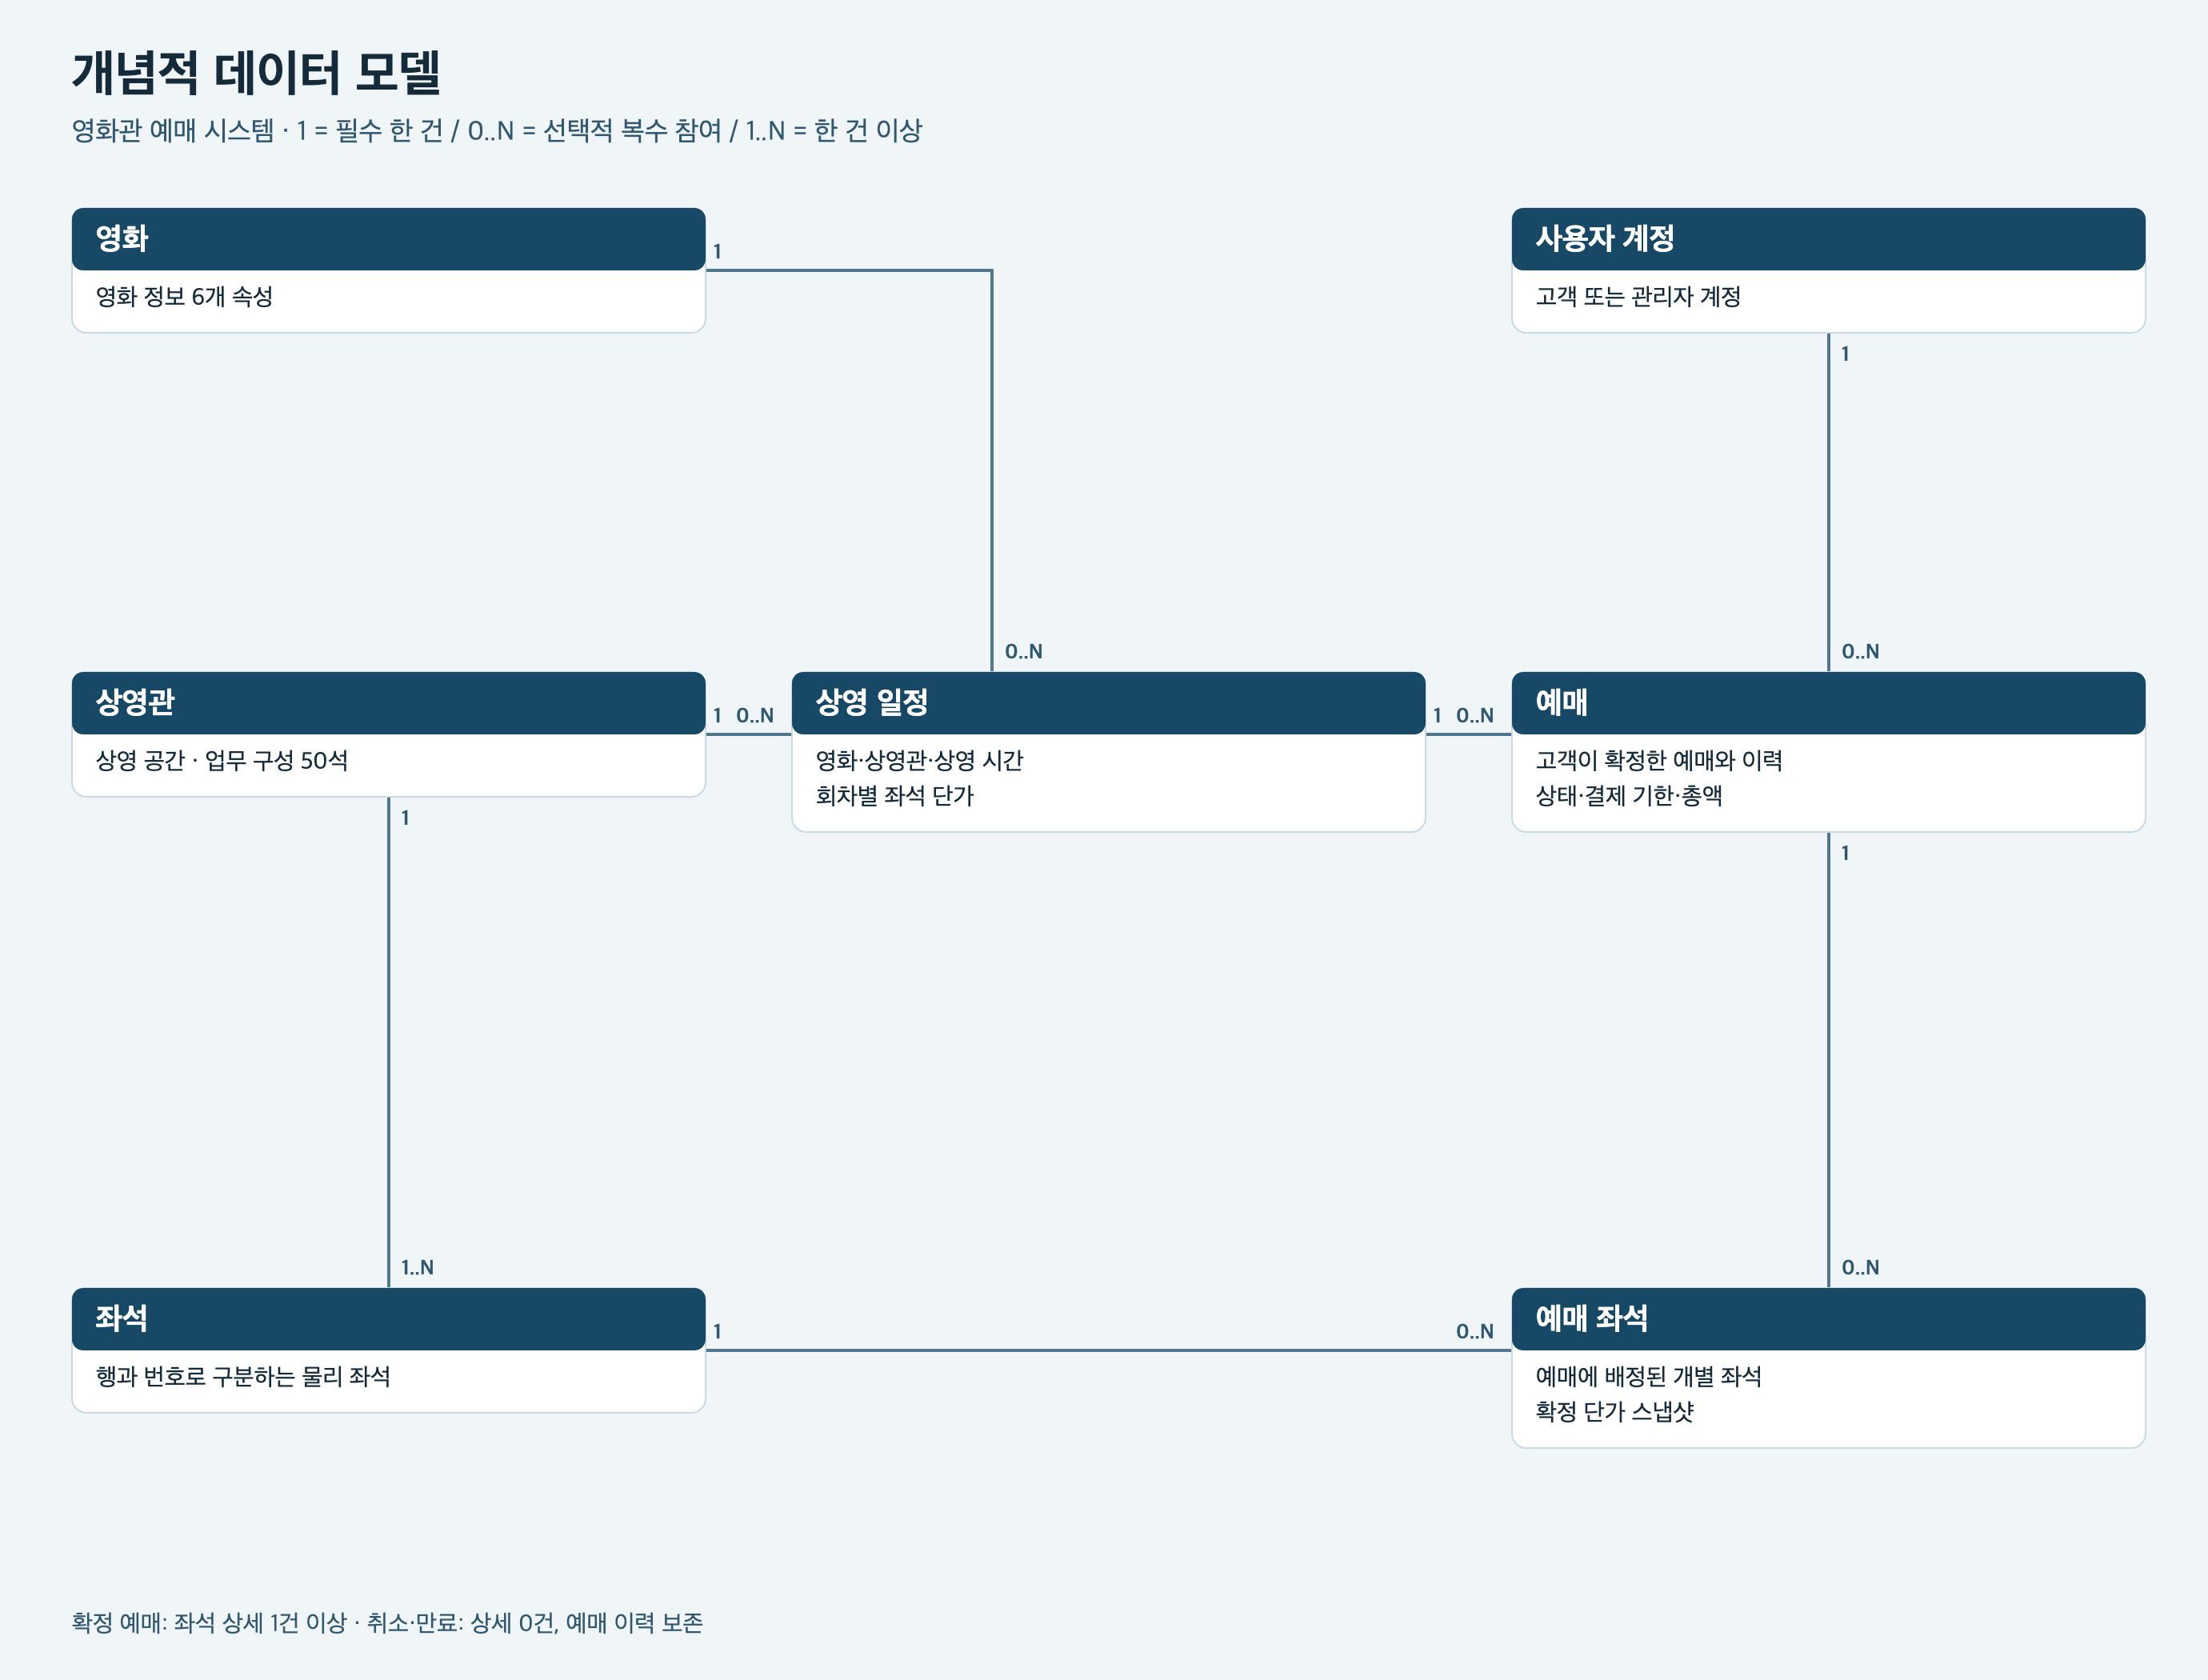 개념적 데이터 모델
영화관 예매 시스템 · 1 = 필수 한 건 / 0..N = 선택적 복수 참여 / 1..N = 한 건 이상
영화
영화 정보 6개 속성
1
0..N
사용자 계정
고객 또는 관리자 계정
1
0..N
상영관
상영 공간 · 업무 구성 50석
1 0..N
상영 일정
영화·상영관·상영 시간
회차별 좌석 단가
1 0..N
예매
고객이 확정한 예매와 이력
상태·결제 기한·총액
1
1..N
1
0..N
좌석
행과 번호로 구분하는 물리 좌석
1
0..N
예매 좌석
예매에 배정된 개별 좌석
확정 단가 스냅샷
확정 예매: 좌석 상세 1건 이상 · 취소·만료: 상세 0건, 예매 이력 보존